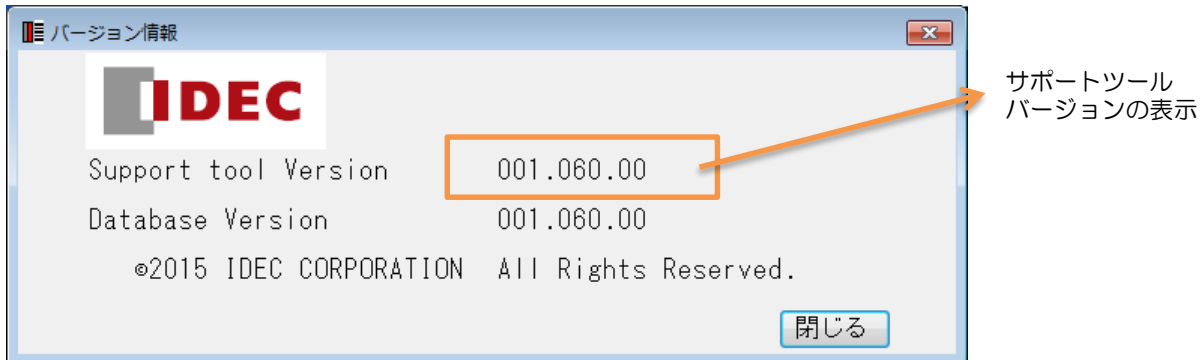 バージョン情報
IDEC
サポートツール
バージョンの表示
Support tool Version 001.060.00
Database Version 001.060.00
©2015 IDEC CORPORATION All Rights Reserved.
閉じる